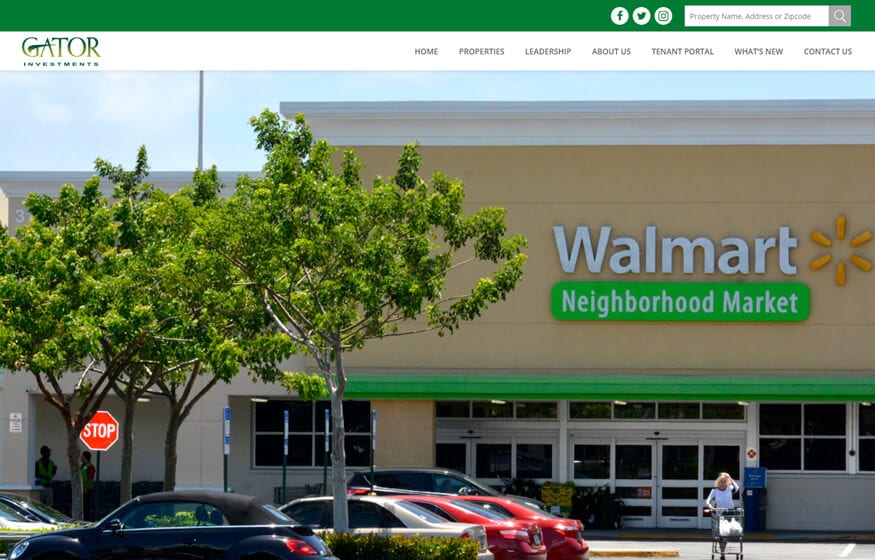 Property Name, Address or Zipcode
GATOR
INVESTMENTS
HOME PROPERTIES LEADERSHIP ABOUT US TENANT PORTAL WHAT'S NEW CONTACT US
3
Walmart
Neighborhood Market
STOP